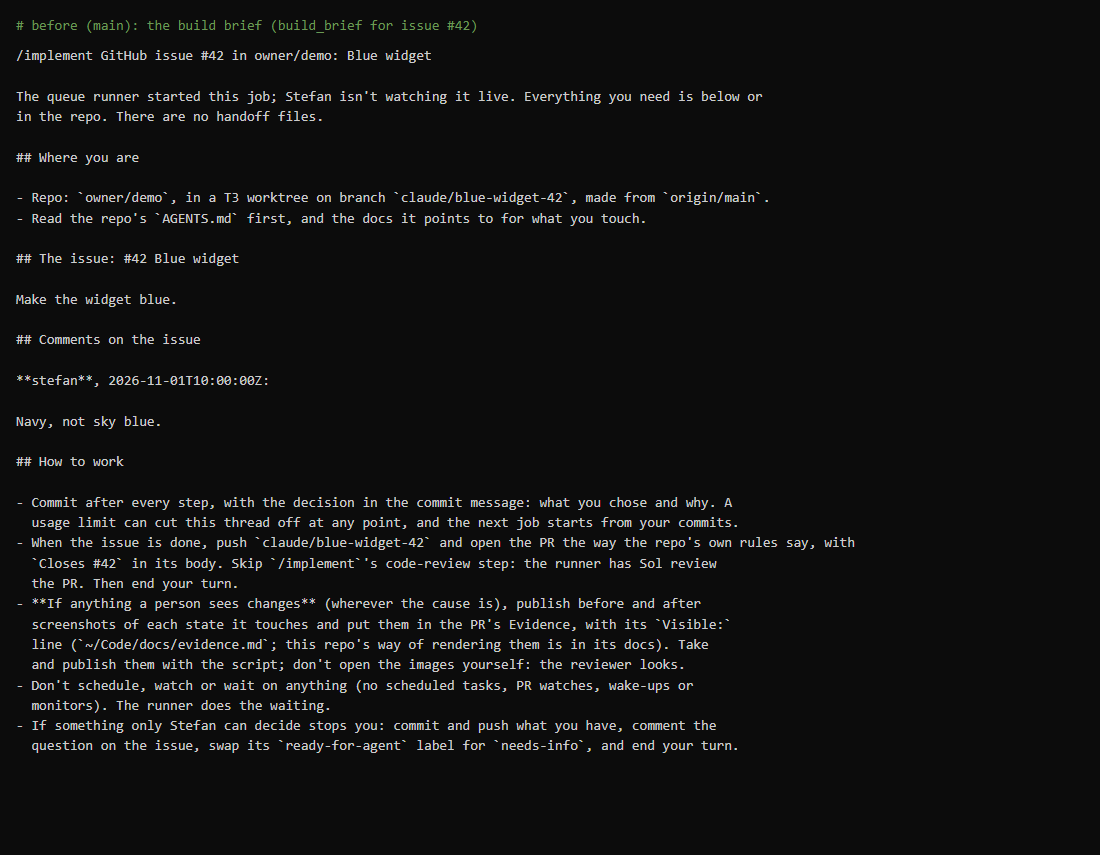 # before (main): the build brief (build_brief for issue #42)
/implement GitHub issue #42 in owner/demo: Blue widget
The queue runner started this job; Stefan isn't watching it live. Everything you need is below or
in the repo. There are no handoff files.
## Where you are
- Repo: `owner/demo`, in a T3 worktree on branch `claude/blue-widget-42`, made from `origin/main`.
- Read the repo's `AGENTS.md` first, and the docs it points to for what you touch.
## The issue: #42 Blue widget
Make the widget blue.
## Comments on the issue
**stefan**, 2026-11-01T10:00:00Z:
Navy, not sky blue.
## How to work
- Commit after every step, with the decision in the commit message: what you chose and why. A
usage limit can cut this thread off at any point, and the next job starts from your commits.
- When the issue is done, push `claude/blue-widget-42` and open the PR the way the repo's own rules say, with
`Closes #42` in its body. Skip `/implement`'s code-review step: the runner has Sol review
the PR. Then end your turn.
- **If anything a person sees changes** (wherever the cause is), publish before and after
screenshots of each state it touches and put them in the PR's Evidence, with its `Visible:`
line (`~/Code/docs/evidence.md`; this repo's way of rendering them is in its docs). Take
and publish them with the script; don't open the images yourself: the reviewer looks.
- Don't schedule, watch or wait on anything (no scheduled tasks, PR watches, wake-ups or
monitors). The runner does the waiting.
- If something only Stefan can decide stops you: commit and push what you have, comment the
question on the issue, swap its `ready-for-agent` label for `needs-info`, and end your turn.